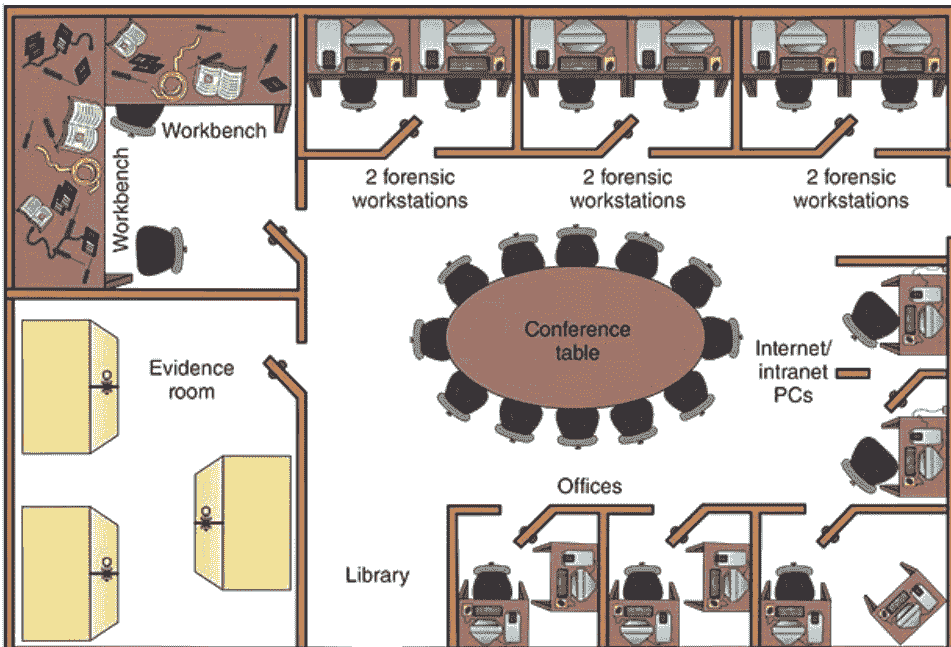 Workbench
Workbench
2 forensic
workstations
2 forensic
workstations
2 forensic
workstations
Conference
table
Internet/
intranet
PCs
Evidence
room
Offices
Library